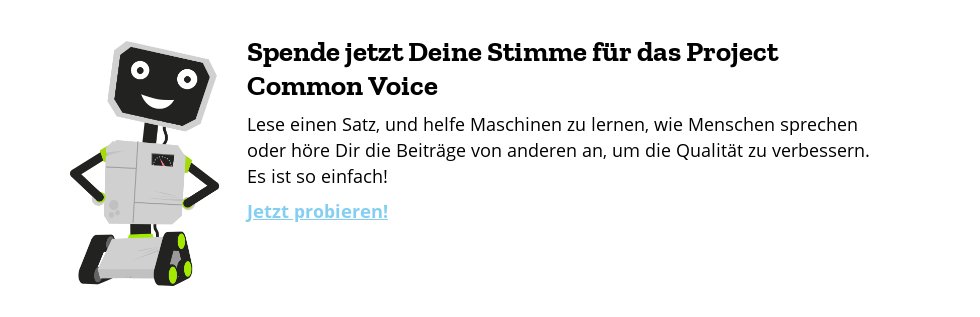 Spende jetzt Deine Stimme für das Project
Common Voice
Lese einen Satz, und helfe Maschinen zu lernen, wie Menschen sprechen
oder höre Dir die Beiträge von anderen an, um die Qualität zu verbessern.
Es ist so einfach!
Jetzt probieren!